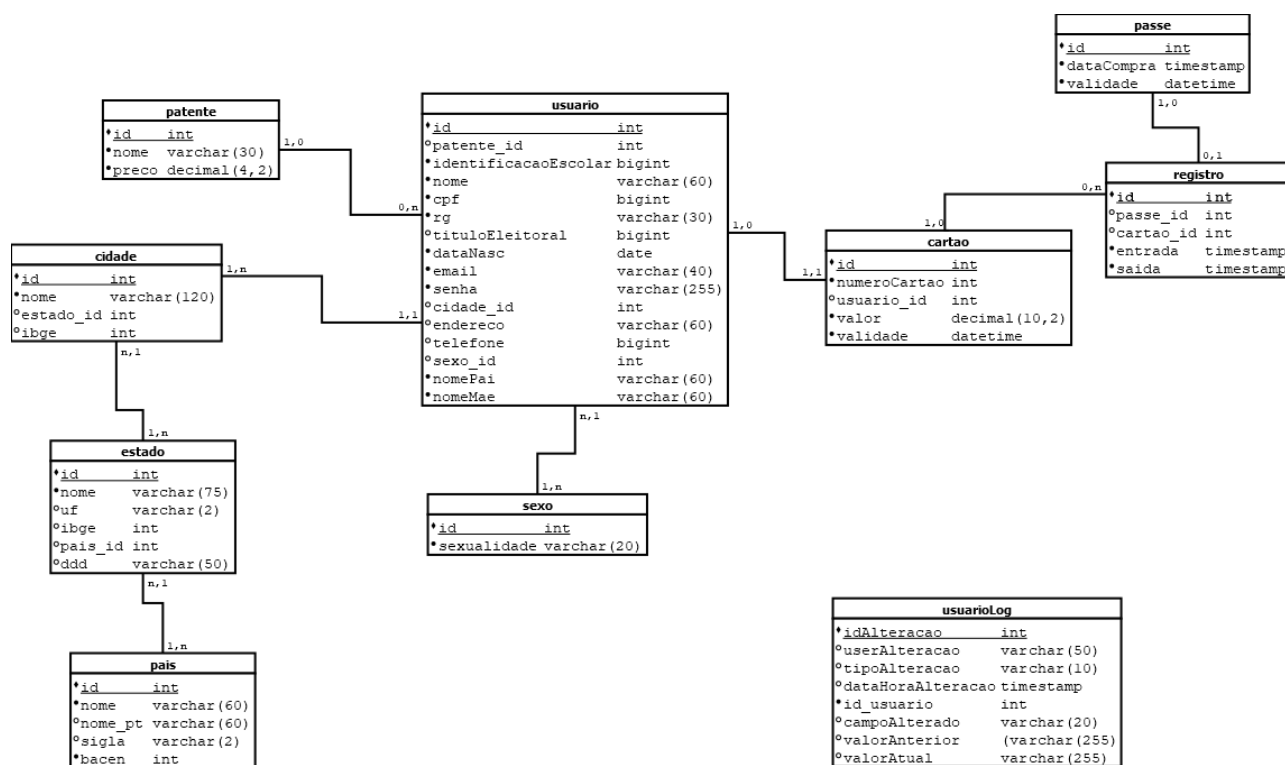 passe
id int
dataCompra timestamp
validade datetime
1,0
0,1
registro
id int
passe_id int
cartao_id int
entrada timestamp
saida timestamp
0,n
1,0
cartao
id int
numeroCartao int
usuario_id int
valor decimal(10,2)
validade datetime
1,1
1,0
usuario
id int
patente_id int
identificacaoEscolar bigint
nome varchar(60)
cpf bigint
rg varchar(30)
tituloEleitoral bigint
dataNasc date
email varchar(40)
senha varchar(255)
cidade_id int
endereco varchar(60)
telefone bigint
sexo_id int
nomePai varchar(60)
nomeMae varchar(60)
patente
id int
nome varchar(30)
preco decimal(4,2)
1,0
0,n
cidade
id int
nome varchar(120)
estado_id int
ibge int
1,n
1,1
n,1
1,n
estado
id int
nome varchar(75)
uf varchar(2)
ibge int
pais_id int
ddd varchar(50)
n,1
1,n
pais
id int
nome varchar(60)
nome_pt varchar(60)
sigla varchar(2)
bacen int
n,1
1,n
sexo
id int
sexualidade varchar(20)
usuarioLog
idAlteracao int
userAlteracao varchar(50)
tipoAlteracao varchar(10)
dataHoraAlteracao timestamp
id_usuario int
campoAlterado varchar(20)
valorAnterior (varchar(255)
valorAtual varchar(255)